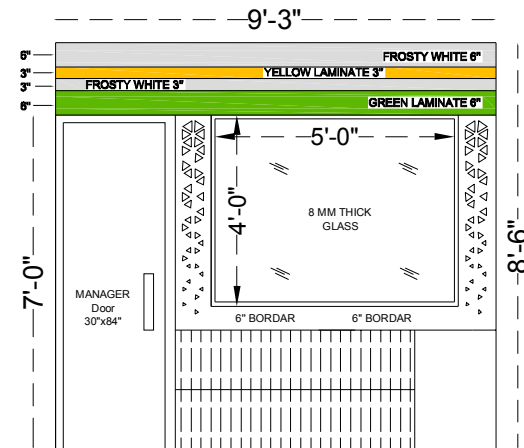 9'-3"
6"
FROSTY WHITE 6"
3"
YELLOW LAMINATE 3"
3"
FROSTY WHITE 3"
6"
GREEN LAMINATE 6"
5'-0"
4'-0"
8 MM THICK
GLASS
7'-0"
8'-6"
MANAGER
Door
30"x84"
6" BORDAR
6" BORDAR